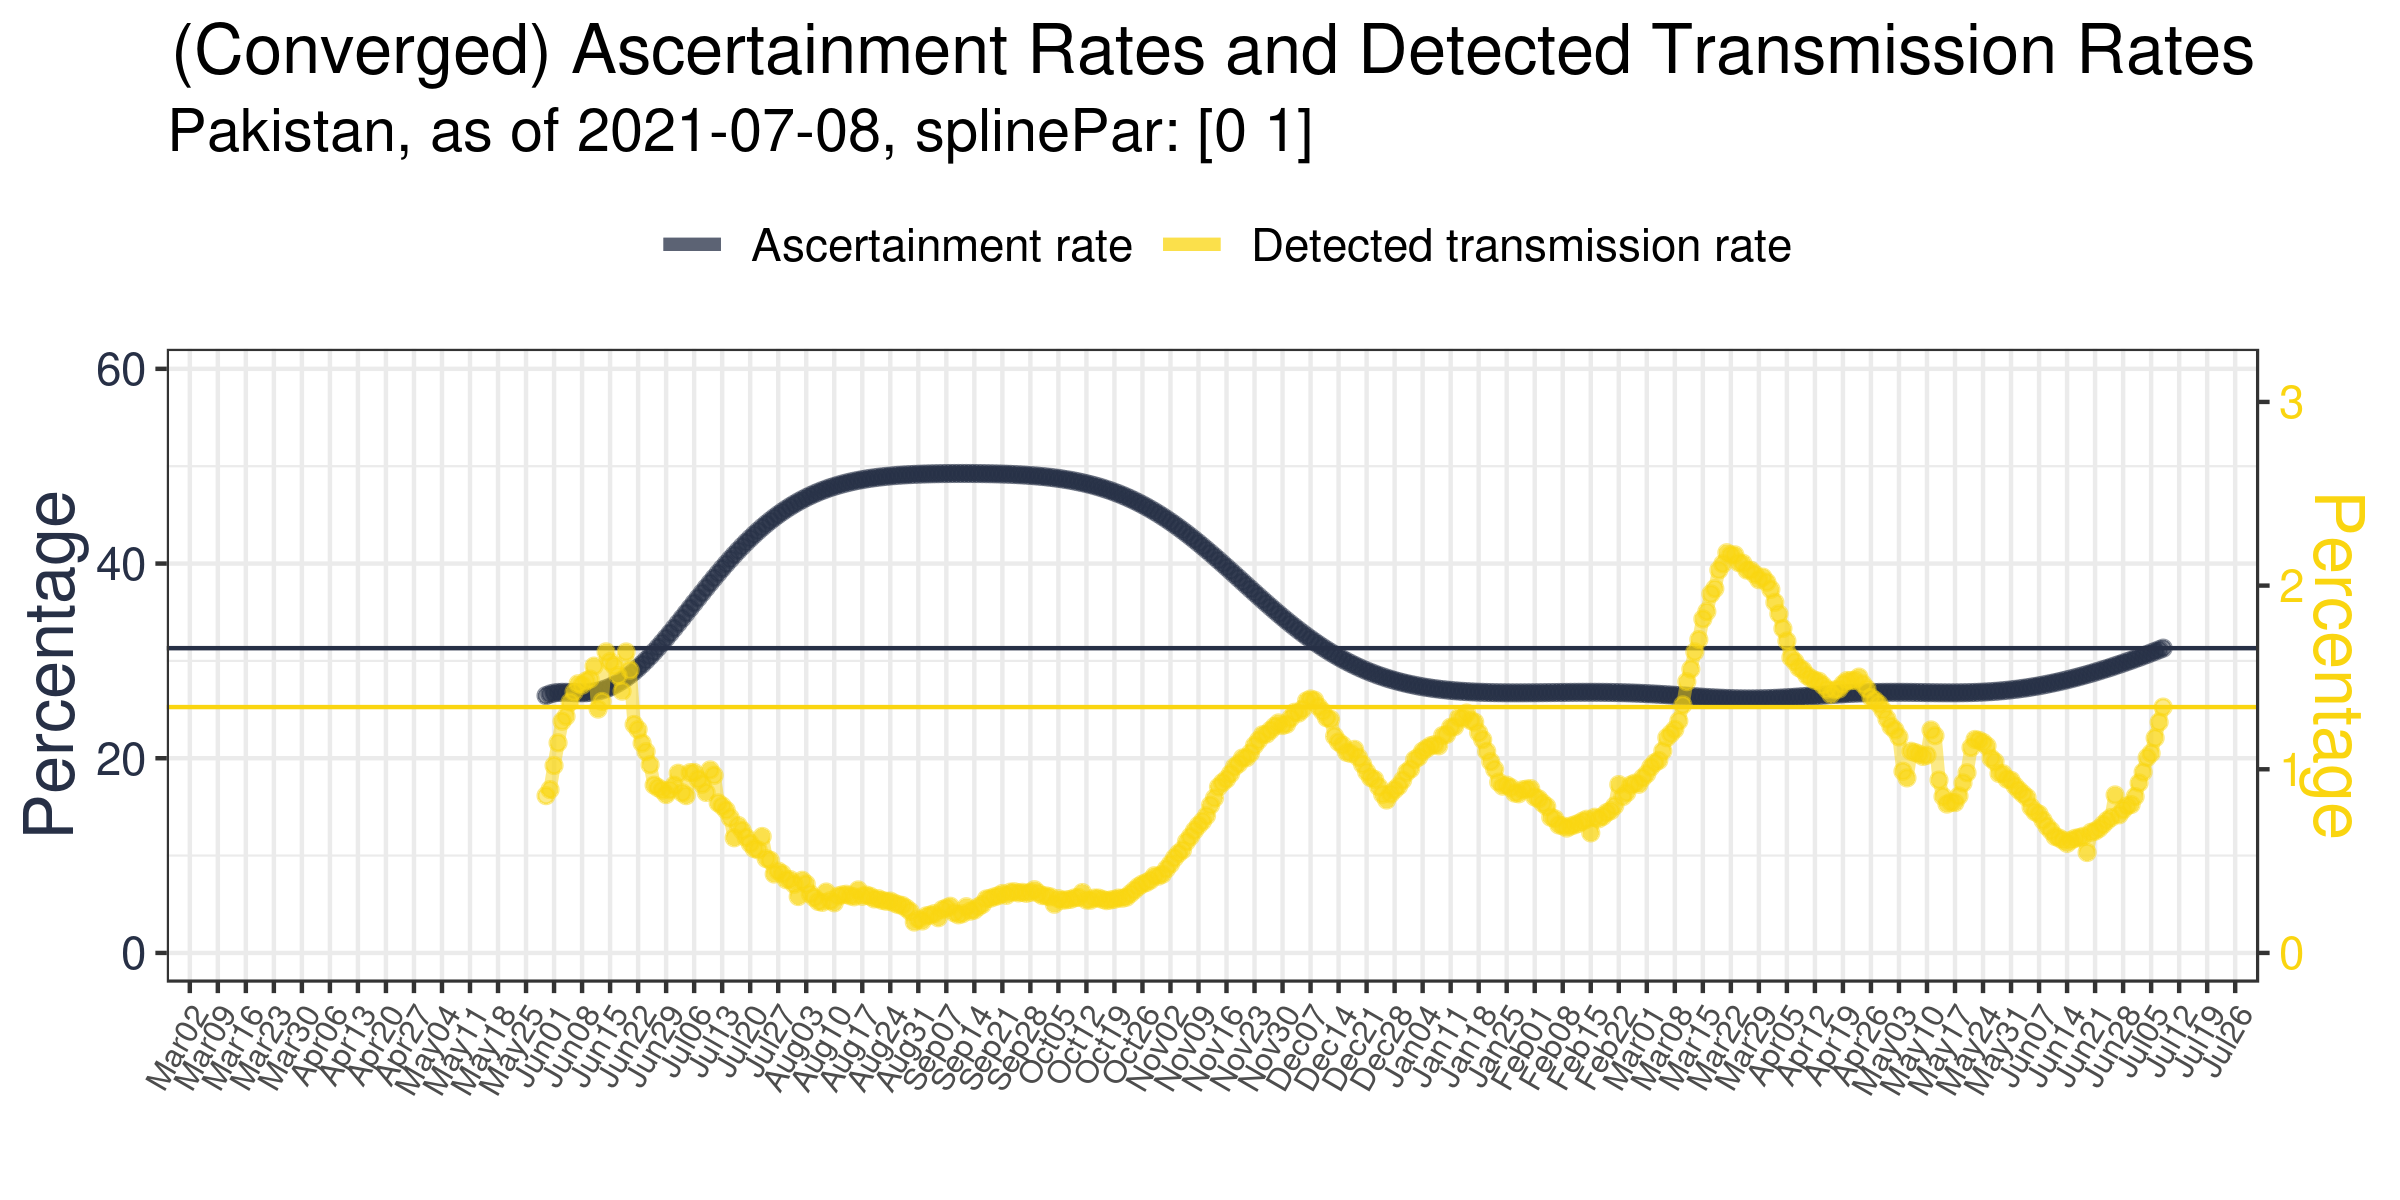 (Converged) Ascertainment Rates and Detected Transmission Rates
Pakistan, as of 2021-07-08, splinePar: [0 1]
Ascertainment rate Detected transmission rate
Percentage
60
40
20
0
3
2
1
0
Percentage
Mar02 Mar09 Mar16 Mar23 Mar30 Apr06 Apr13 Apr20 Apr27 May04 May11 May18 May25 Jun01 Jun08 Jun15 Jun22 Jun29 Jul06 Jul13 Jul20 Jul27 Aug03 Aug10 Aug17 Aug24 Aug31 Sep07 Sep14 Sep21 Sep28 Oct05 Oct12 Oct19 Oct26 Nov02 Nov09 Nov16 Nov23 Nov30 Dec07 Dec14 Dec21 Dec28 Jan04 Jan11 Jan18 Jan25 Feb01 Feb08 Feb15 Feb22 Mar01 Mar08 Mar15 Mar22 Mar29 Apr05 Apr12 Apr19 Apr26 May03 May10 May17 May24 May31 Jun07 Jun14 Jun21 Jun28 Jul05 Jul12 Jul19 Jul26